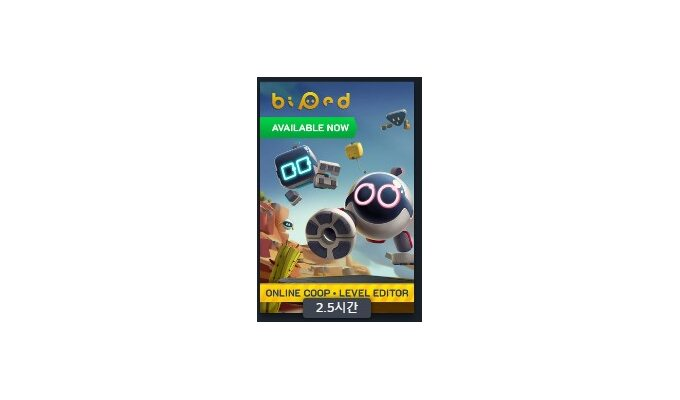 biped
AVAILABLE NOW
ONLINE COOP • LEVEL EDITOR
2.5시간